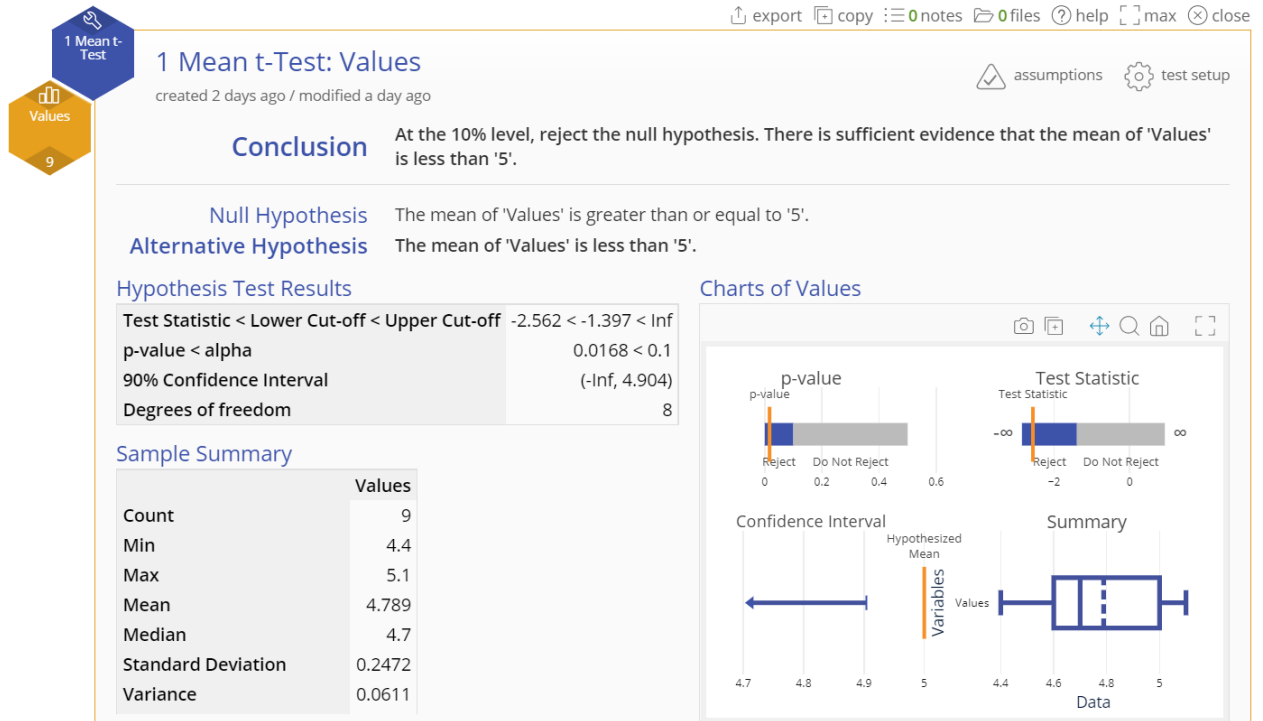 export copy 0 notes 0 files help max close
1 Mean t-
Test
Values
9
1 Mean t-Test: Values
created 2 days ago / modified a day ago
assumptions
test setup
Conclusion
At the 10% level, reject the null hypothesis. There is sufficient evidence that the mean of 'Values'
is less than '5'.
Null Hypothesis The mean of 'Values' is greater than or equal to '5'.
Alternative Hypothesis The mean of 'Values' is less than '5'.
Hypothesis Test Results
Test Statistic < Lower Cut-off < Upper Cut-off -2.562 < -1.397 < Inf
p-value < alpha 0.0168 < 0.1
90% Confidence Interval (-Inf, 4.904)
Degrees of freedom 8
Sample Summary
Values
Count 9
Min 4.4
Max 5.1
Mean 4.789
Median 4.7
Standard Deviation 0.2472
Variance 0.0611
Charts of Values
p-value
p-value
Reject Do Not Reject
0 0.2 0.4 0.6
Test Statistic
Test Statistic
-∞ ∞
Reject Do Not Reject
−2 0
Confidence Interval
Hypothesized
Mean
4.7 4.8 4.9 5
Summary
Variables
Values
4.4 4.6 4.8 5
Data